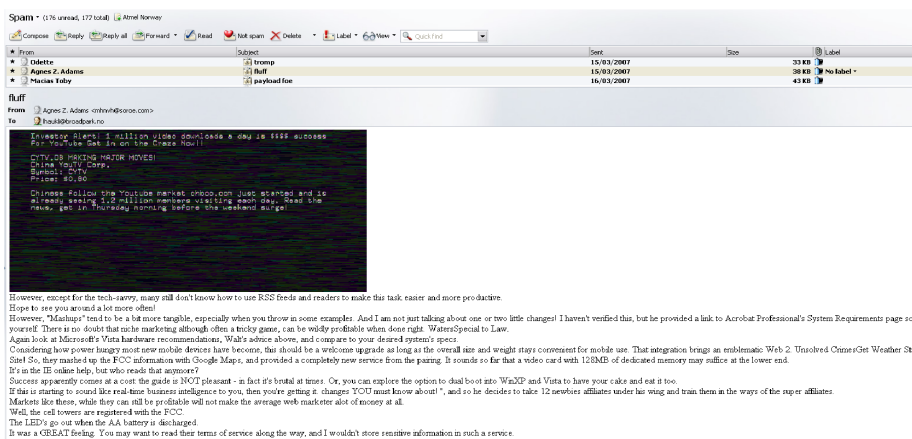 Spam (176 unread, 177 total) Atmel Norway
Compose Reply Reply all Forward Read Not spam Delete Label View Quick find
From Subject Sent Size Label
Odette tromp 15/03/2007 33 KB
Agnes Z. Adams fluff 15/03/2007 38 KB No label
Macias Toby payload foe 16/03/2007 43 KB
fluff
From Agnes Z. Adams <mhnvh@soroe.com>
To lhaukli@broadpark.no
Investor Alert! 1 million video downloads a day is $$$$ success
For YouTube Get in on the Craze Now!!
CYTV.OB MAKING MAJOR MOVES!
China YouTV Corp.
Symbol: CYTV
Price: $0.90
Chinese Follow the Youtube market chboo.com just started and is
already seeing 1.2 million members visiting each day. Read the
news, get in Thursday morning before the weekend surge!
However, except for the tech-savvy, many still don't know how to use RSS feeds and readers to make this task easier and more productive.
Hope to see you around a lot more often!
However, "Mashups" tend to be a bit more tangible, especially when you throw in some examples. And I am not just talking about one or two little changes! I haven't verified this, but he provided a link to Acrobat Professional's System Requirements page so
yourself. There is no doubt that niche marketing although often a tricky game, can be wildly profitable when done right. WatersSpecial to Law.
Again look at Microsoft's Vista hardware recommendations, Walt's advice above, and compare to your desired system's specs.
Considering how power hungry most new mobile devices have become, this should be a welcome upgrade as long as the overall size and weight stays convenient for mobile use. That integration brings an emblematic Web 2. Unsolved CrimesGet Weather St
Site! So, they mashed up the FCC information with Google Maps, and provided a completely new service from the pairing. It sounds so far that a video card with 128MB of dedicated memory may suffice at the lower end.
It's in the IE online help, but who reads that anymore?
Success apparently comes at a cost: the guide is NOT pleasant - in fact it's brutal at times. Or, you can explore the option to dual boot into WinXP and Vista to have your cake and eat it too.
If this is starting to sound like real-time business intelligence to you, then you're getting it. changes YOU must know about! ", and so he decides to take 12 newbies affiliates under his wing and train them in the ways of the super affiliates.
Markets like these, while they can still be profitable will not make the average web marketer alot of money at all.
Well, the cell towers are registered with the FCC.
The LED's go out when the AA battery is discharged.
It was a GREAT feeling. You may want to read their terms of service along the way, and I wouldn't store sensitive information in such a service.